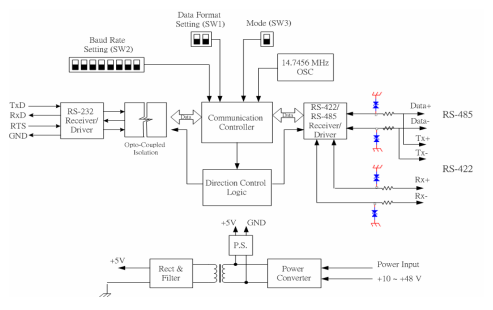 Data Format
Setting (SW1)
Mode (SW3)
Baud Rate
Setting (SW2)
14.7456 MHz
OSC
TxD
RxD
RTS
GND
RS-232
Receiver/
Driver
Opto-Coupled
Isolation
Data
Communication
Controller
Data
RS-422/
RS-485
Receiver/
Driver
Data+
Data-
RS-485
Tx+
Tx-
RS-422
Rx+
Rx-
Direction Control
Logic
+5V
GND
P.S.
+5V
Rect &
Filter
Power
Converter
Power Input
+10 ~ +48 V